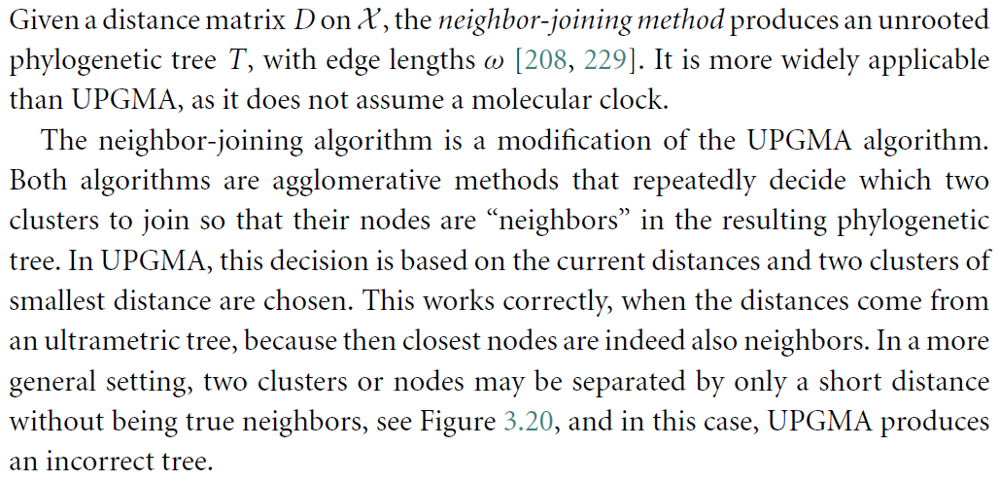 Given a distance matrix D on 𝒳, the neighbor-joining method produces an unrooted
phylogenetic tree T, with edge lengths ω [208, 229]. It is more widely applicable
than UPGMA, as it does not assume a molecular clock.
The neighbor-joining algorithm is a modification of the UPGMA algorithm.
Both algorithms are agglomerative methods that repeatedly decide which two
clusters to join so that their nodes are “neighbors” in the resulting phylogenetic
tree. In UPGMA, this decision is based on the current distances and two clusters of
smallest distance are chosen. This works correctly, when the distances come from
an ultrametric tree, because then closest nodes are indeed also neighbors. In a more
general setting, two clusters or nodes may be separated by only a short distance
without being true neighbors, see Figure 3.20, and in this case, UPGMA produces
an incorrect tree.